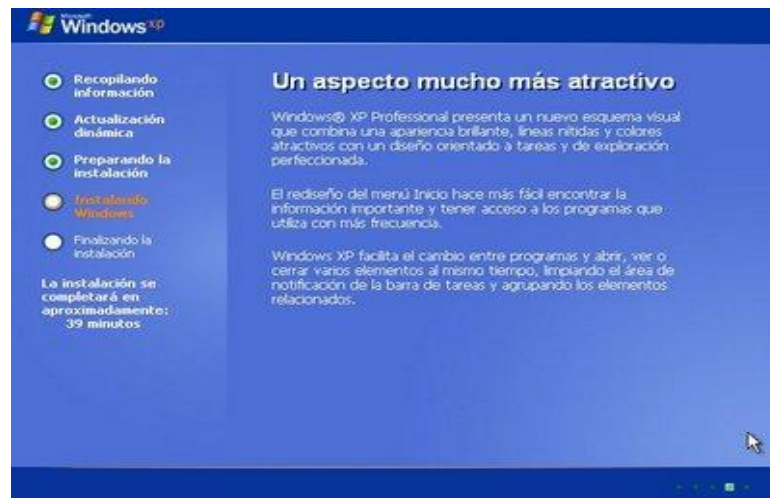 Microsoft
Windows xp
Recopilando
información
Actualización
dinámica
Preparando la
instalación
Instalando
Windows
Finalizando la
instalación
La instalación se
completará en
aproximadamente:
39 minutos
Un aspecto mucho más atractivo
Windows® XP Professional presenta un nuevo esquema visual
que combina una apariencia brillante, líneas nítidas y colores
atractivos con un diseño orientado a tareas y de exploración
perfeccionada.
El rediseño del menú Inicio hace más fácil encontrar la
información importante y tener acceso a los programas que
utiliza con más frecuencia.
Windows XP facilita el cambio entre programas y abrir, ver o
cerrar varios elementos al mismo tiempo, limpiando el área de
notificación de la barra de tareas y agrupando los elementos
relacionados.